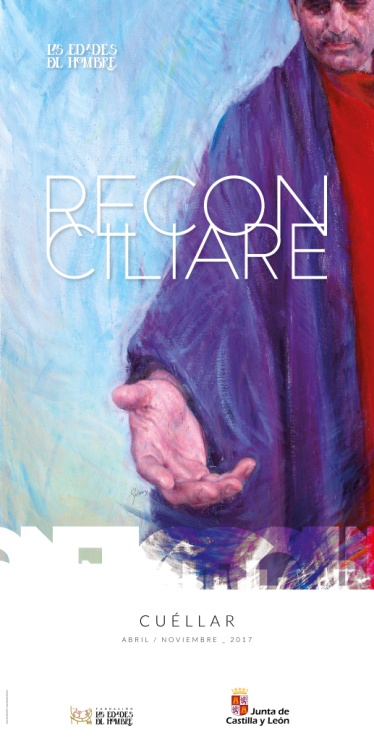 LAS EDADES
DEL HOMBRE
RECON
CILIARE
CUÉLLAR
ABRIL / NOVIEMBRE _ 2017
FUNDACIÓN
LAS EDADES
DEL HOMBRE
Junta de
Castilla y León